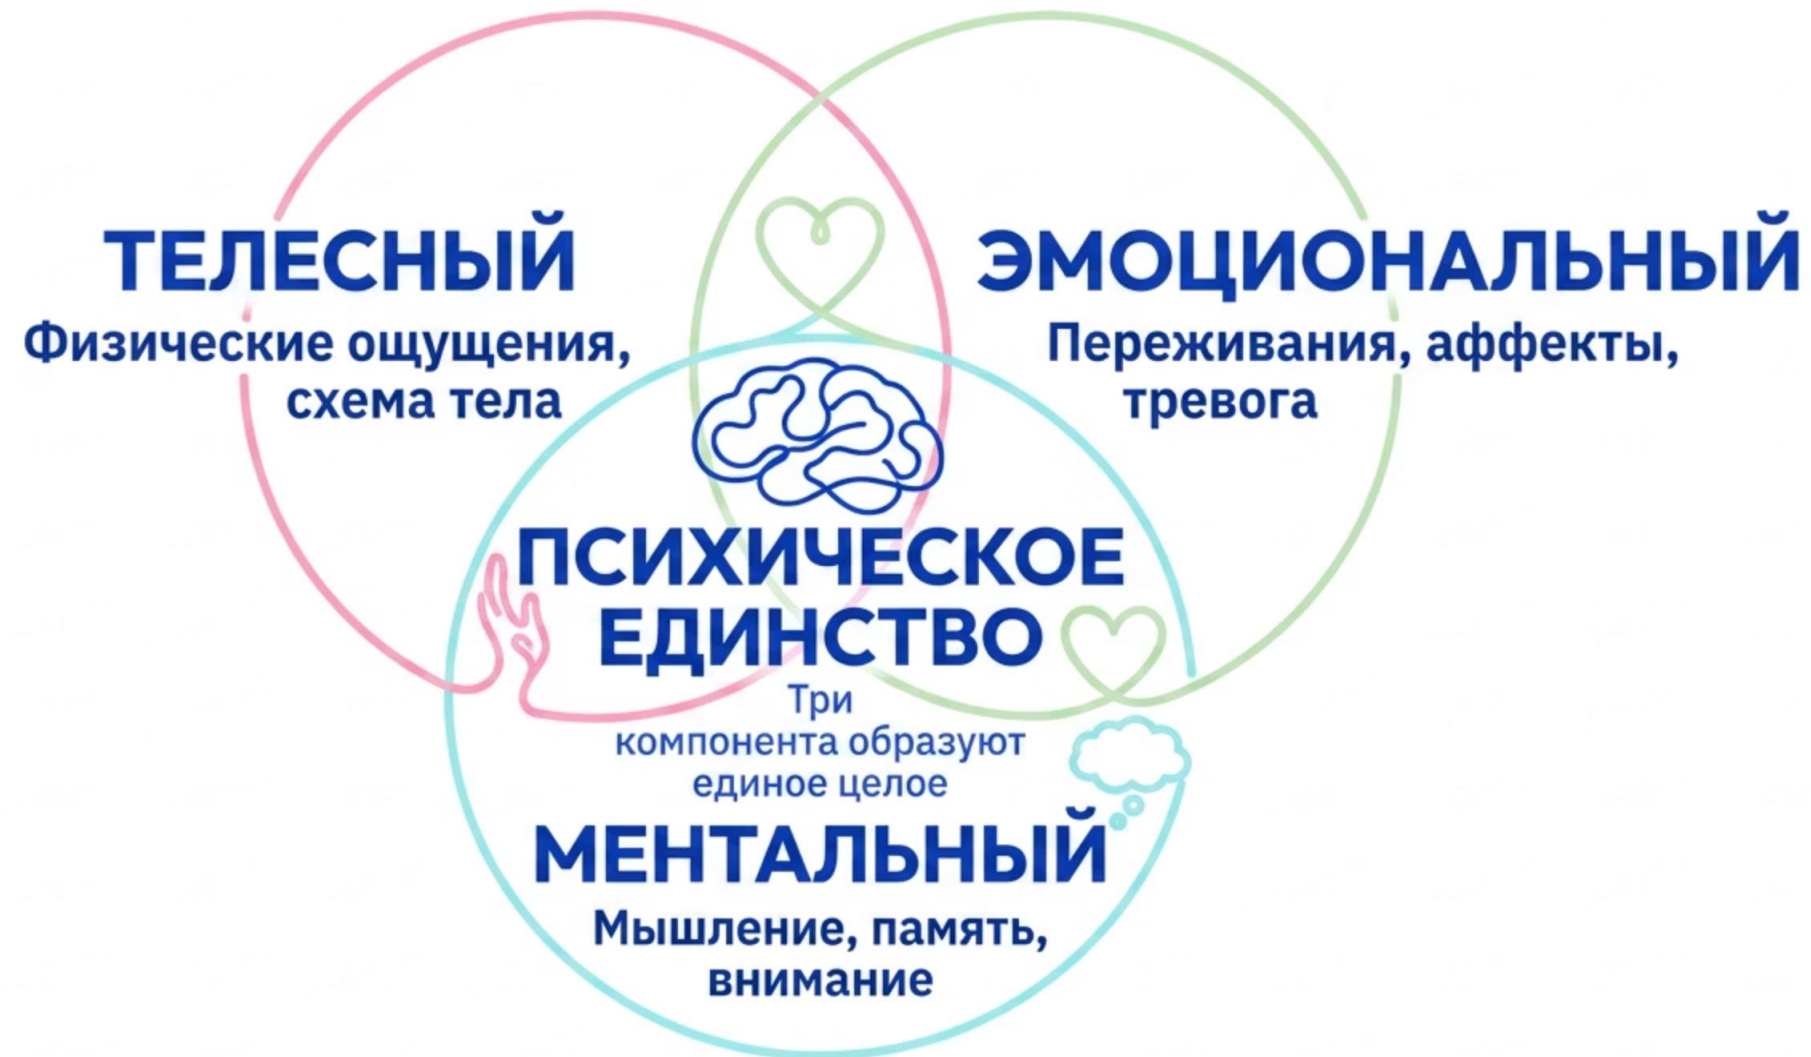 ТЕЛЕСНЫЙ
Физические ощущения,
схема тела
ЭМОЦИОНАЛЬНЫЙ
Переживания, аффекты,
тревога
ПСИХИЧЕСКОЕ
ЕДИНСТВО
Три
компонента образуют
единое целое
МЕНТАЛЬНЫЙ
Мышление, память,
внимание